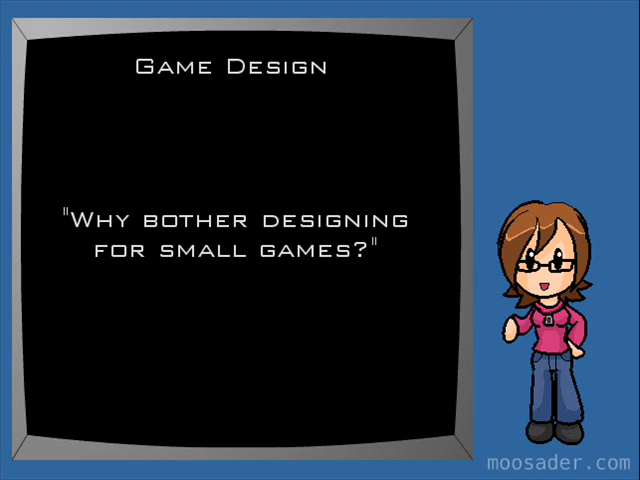 Game Design
"Why bother designing
for small games?"
moosader.com